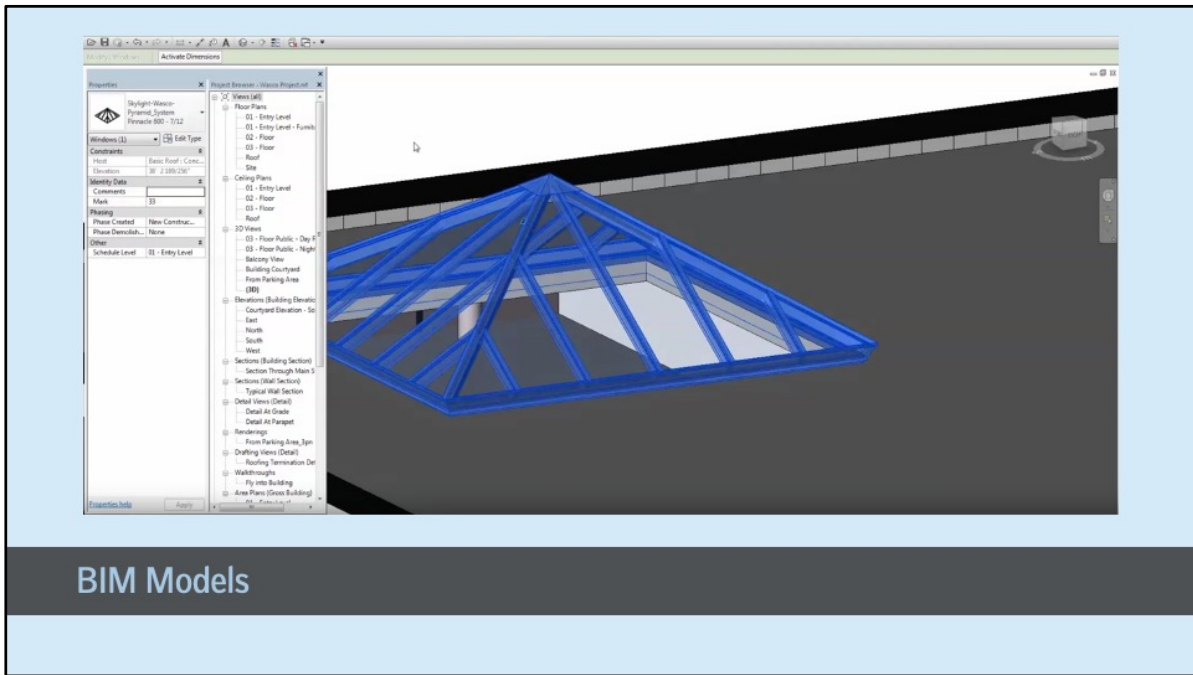 Modify | Windows
Activate Dimensions
Properties
Skylight-Wasco-
Pyramid_System
Pinnacle 600 - 7/12
Windows (1)
Edit Type
Constraints
Host
Basic Roof : Conc...
Elevation
Identity Data
Comments
Mark
33
Phasing
Phase Created
New Construc...
Phase Demolish...
None
Other
Schedule Level
01 - Entry Level
Properties help
Apply
Project Browser - Wasco Project.rvt
Views (all)
Floor Plans
01 - Entry Level
01 - Entry Level - Furnit
02 - Floor
03 - Floor
Roof
Site
Ceiling Plans
01 - Entry Level
02 - Floor
03 - Floor
Roof
3D Views
03 - Floor Public - Day R
03 - Floor Public - Night
Balcony View
Building Courtyard
From Parking Area
{3D}
Elevations (Building Elevatio
Courtyard Elevation - So
East
North
South
West
Sections (Building Section)
Section Through Main S
Sections (Wall Section)
Typical Wall Section
Detail Views (Detail)
Detail At Grade
Detail At Parapet
Renderings
From Parking Area_3pm
Drafting Views (Detail)
Roofing Termination Det
Walkthroughs
Fly into Building
Area Plans (Gross Building)
BIM Models